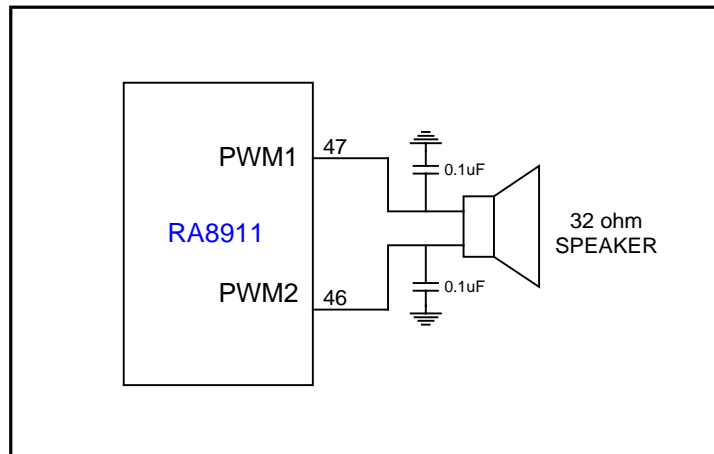 PWM1
47
0.1uF
RA8911
32 ohm
SPEAKER
PWM2
46
0.1uF